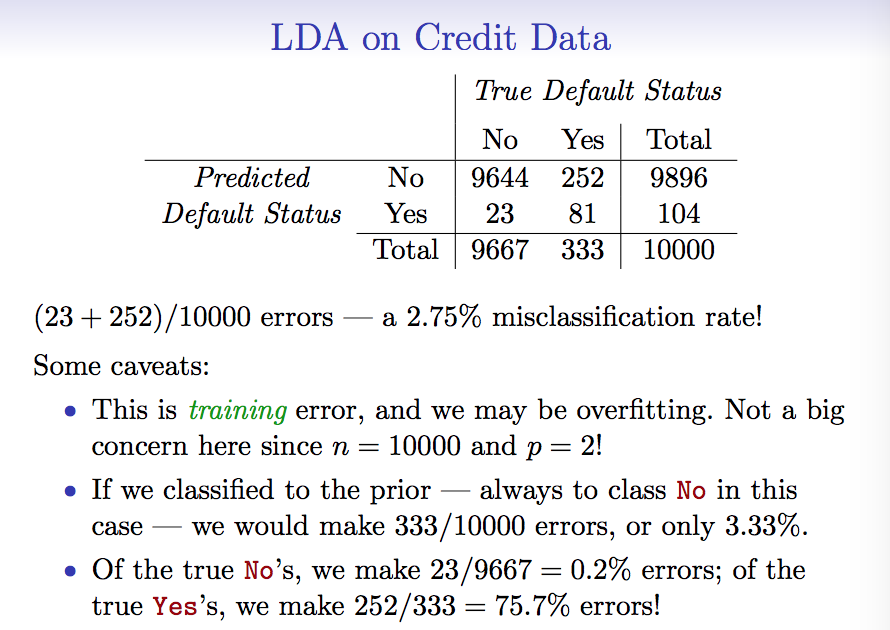 LDA on Credit Data
True Default Status
No Yes Total
Predicted No 9644 252 9896
Default Status Yes 23 81 104
Total 9667 333 10000
(23 + 252)/10000 errors — a 2.75% misclassification rate!
Some caveats:
• This is training error, and we may be overfitting. Not a big
concern here since n = 10000 and p = 2!
• If we classified to the prior — always to class No in this
case — we would make 333/10000 errors, or only 3.33%.
• Of the true No's, we make 23/9667 = 0.2% errors; of the
true Yes's, we make 252/333 = 75.7% errors!